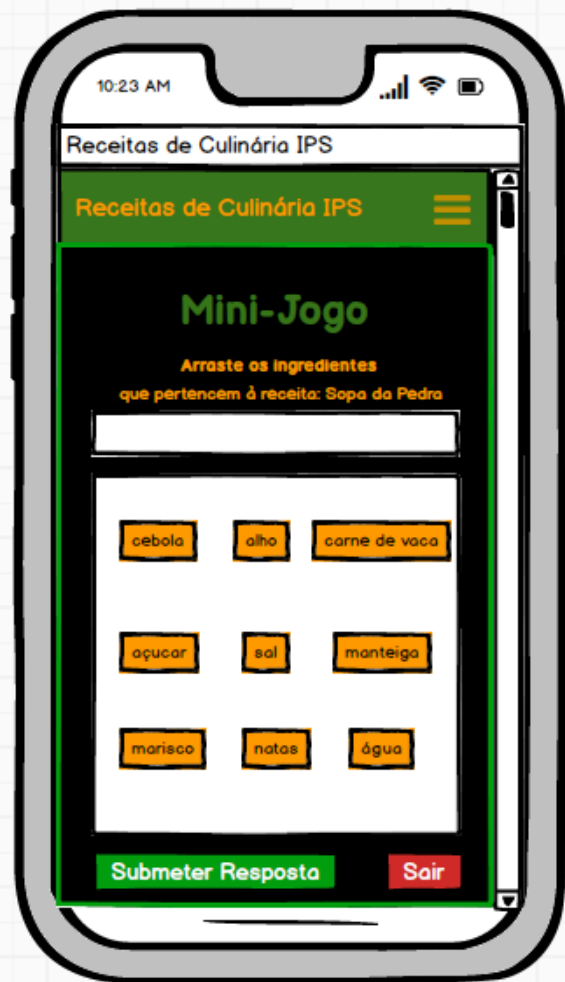 10:23 AM
Receitas de Culinária IPS
Receitas de Culinária IPS
Mini-Jogo
Arraste os ingredientes
que pertencem à receita: Sopa da Pedra
cebola alho carne de vaca
açucar sal manteiga
marisco natas água
Submeter Resposta Sair